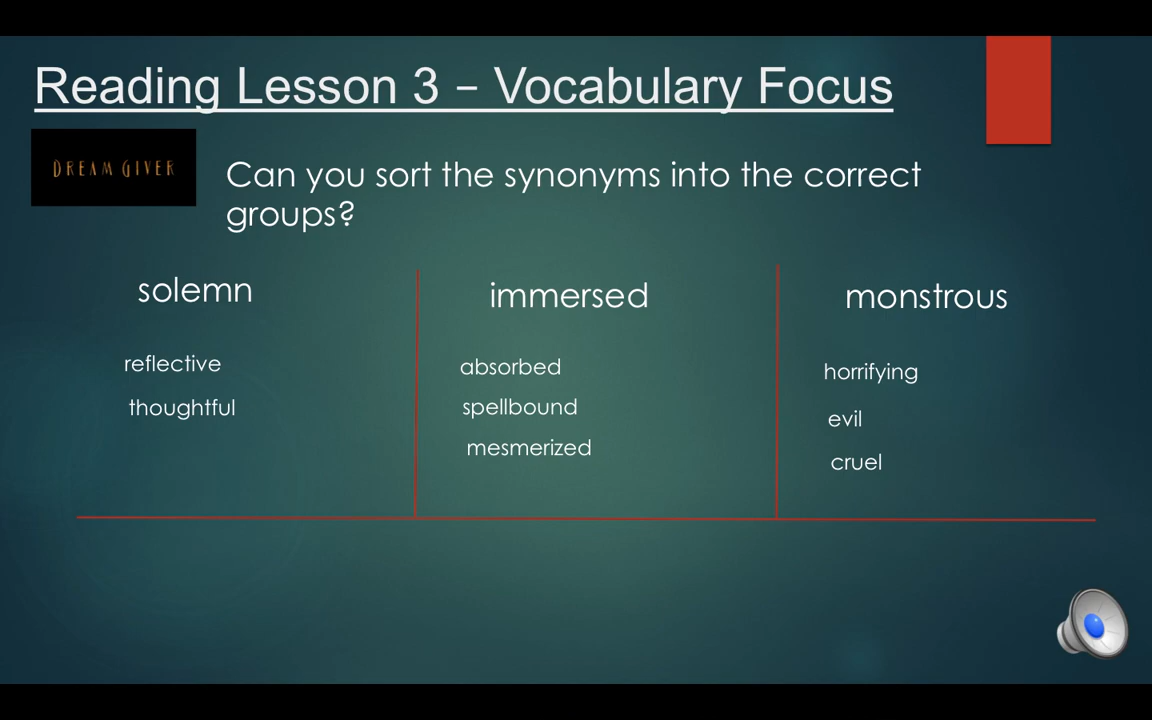 Reading Lesson 3 – Vocabulary Focus
DREAM GIVER
Can you sort the synonyms into the correct
groups?
solemn
reflective
thoughtful
immersed
absorbed
spellbound
mesmerized
monstrous
horrifying
evil
cruel